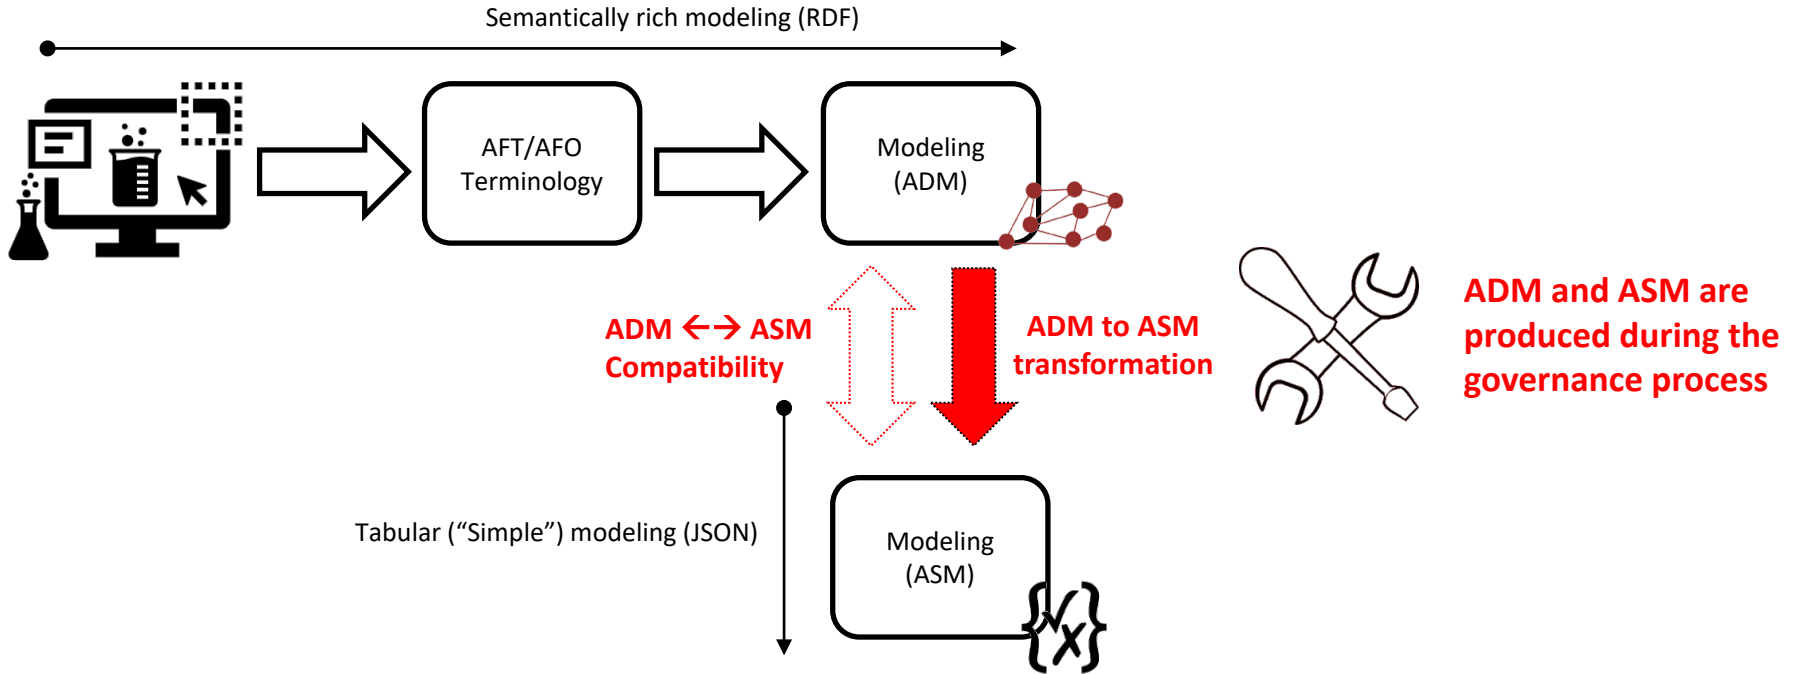 Semantically rich modeling (RDF)
AFT/AFO
Terminology
Modeling
(ADM)
ADM ←→ ASM
Compatibility
ADM to ASM
transformation
ADM and ASM are
produced during the
governance process
Tabular (“Simple”) modeling (JSON)
Modeling
(ASM)